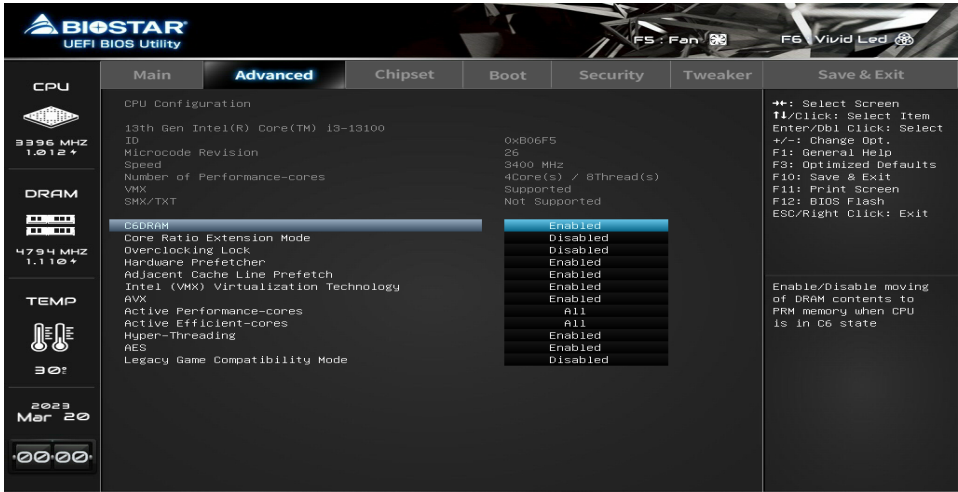 BIOSTAR®
UEFI BIOS Utility
F5 : Fan
F6 Vivid Led
Main Advanced Chipset Boot Security Tweaker Save & Exit
CPU
3396 MHZ
1.012
DRAM
4794 MHZ
1.110
TEMP
30
2023
Mar 20
00:00
CPU Configuration
13th Gen Intel(R) Core(TM) i3-13100
ID 0xB06F5
Microcode Revision 26
Speed 3400 MHz
Number of Performance-cores 4Core(s) / 8Thread(s)
VMX Supported
SMX/TXT Not Supported
C6DRAM Enabled
Core Ratio Extension Mode Disabled
Overclocking Lock Disabled
Hardware Prefetcher Enabled
Adjacent Cache Line Prefetch Enabled
Intel (VMX) Virtualization Technology Enabled
AVX Enabled
Active Performance-cores All
Active Efficient-cores All
Hyper-Threading Enabled
AES Enabled
Legacy Game Compatibility Mode Disabled
→←: Select Screen
↑↓/Click: Select Item
Enter/Dbl Click: Select
+/-: Change Opt.
F1: General Help
F3: Optimized Defaults
F10: Save & Exit
F11: Print Screen
F12: BIOS Flash
ESC/Right Click: Exit
Enable/Disable moving
of DRAM contents to
PRM memory when CPU
is in C6 state